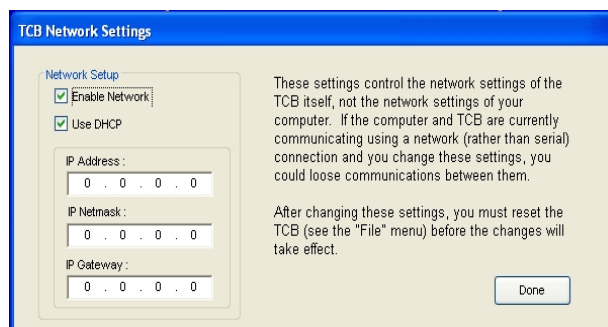 TCB Network Settings
Network Setup
Enable Network
Use DHCP
IP Address :
0 . 0 . 0 . 0
IP Netmask :
0 . 0 . 0 . 0
IP Gateway :
0 . 0 . 0 . 0
These settings control the network settings of the
TCB itself, not the network settings of your
computer. If the computer and TCB are currently
communicating using a network (rather than serial)
connection and you change these settings, you
could loose communications between them.
After changing these settings, you must reset the
TCB (see the "File" menu) before the changes will
take effect.
Done